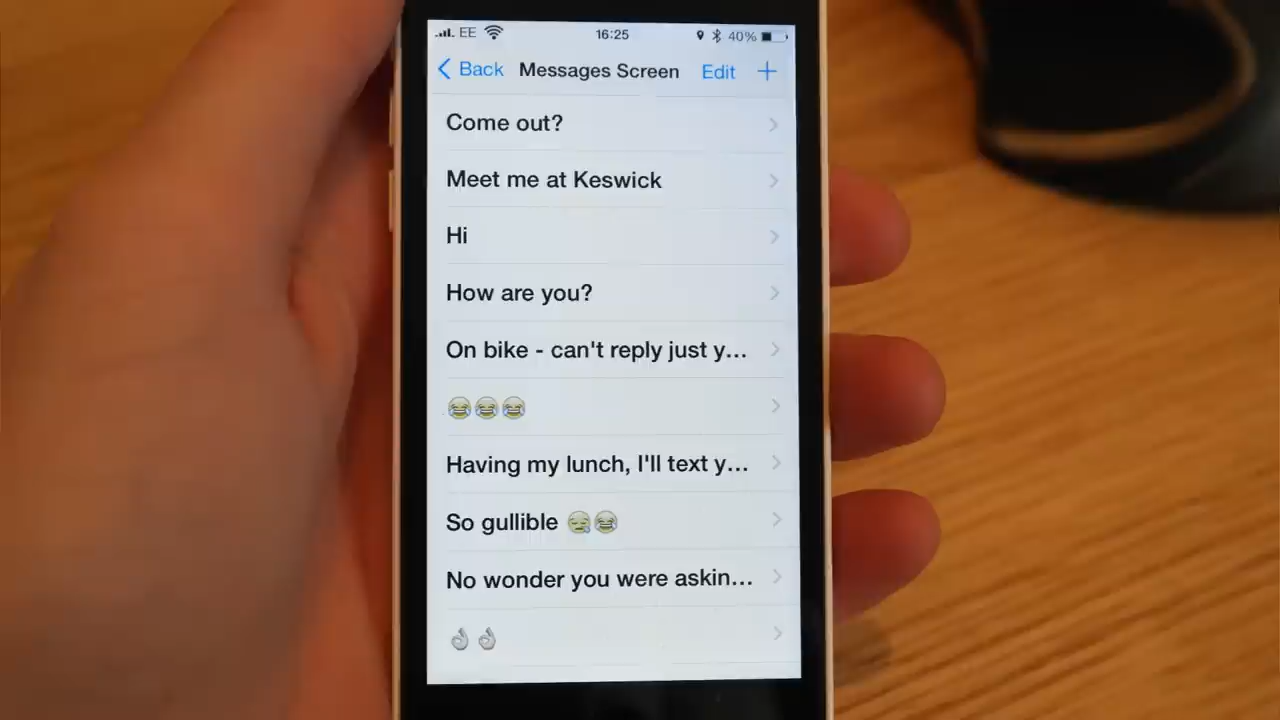 EE 16:25 40%
Back Messages Screen Edit +
Come out?
Meet me at Keswick
Hi
How are you?
On bike - can't reply just y...
😂😂😂
Having my lunch, I'll text y...
So gullible 😪😂
No wonder you were askin...
👌👌